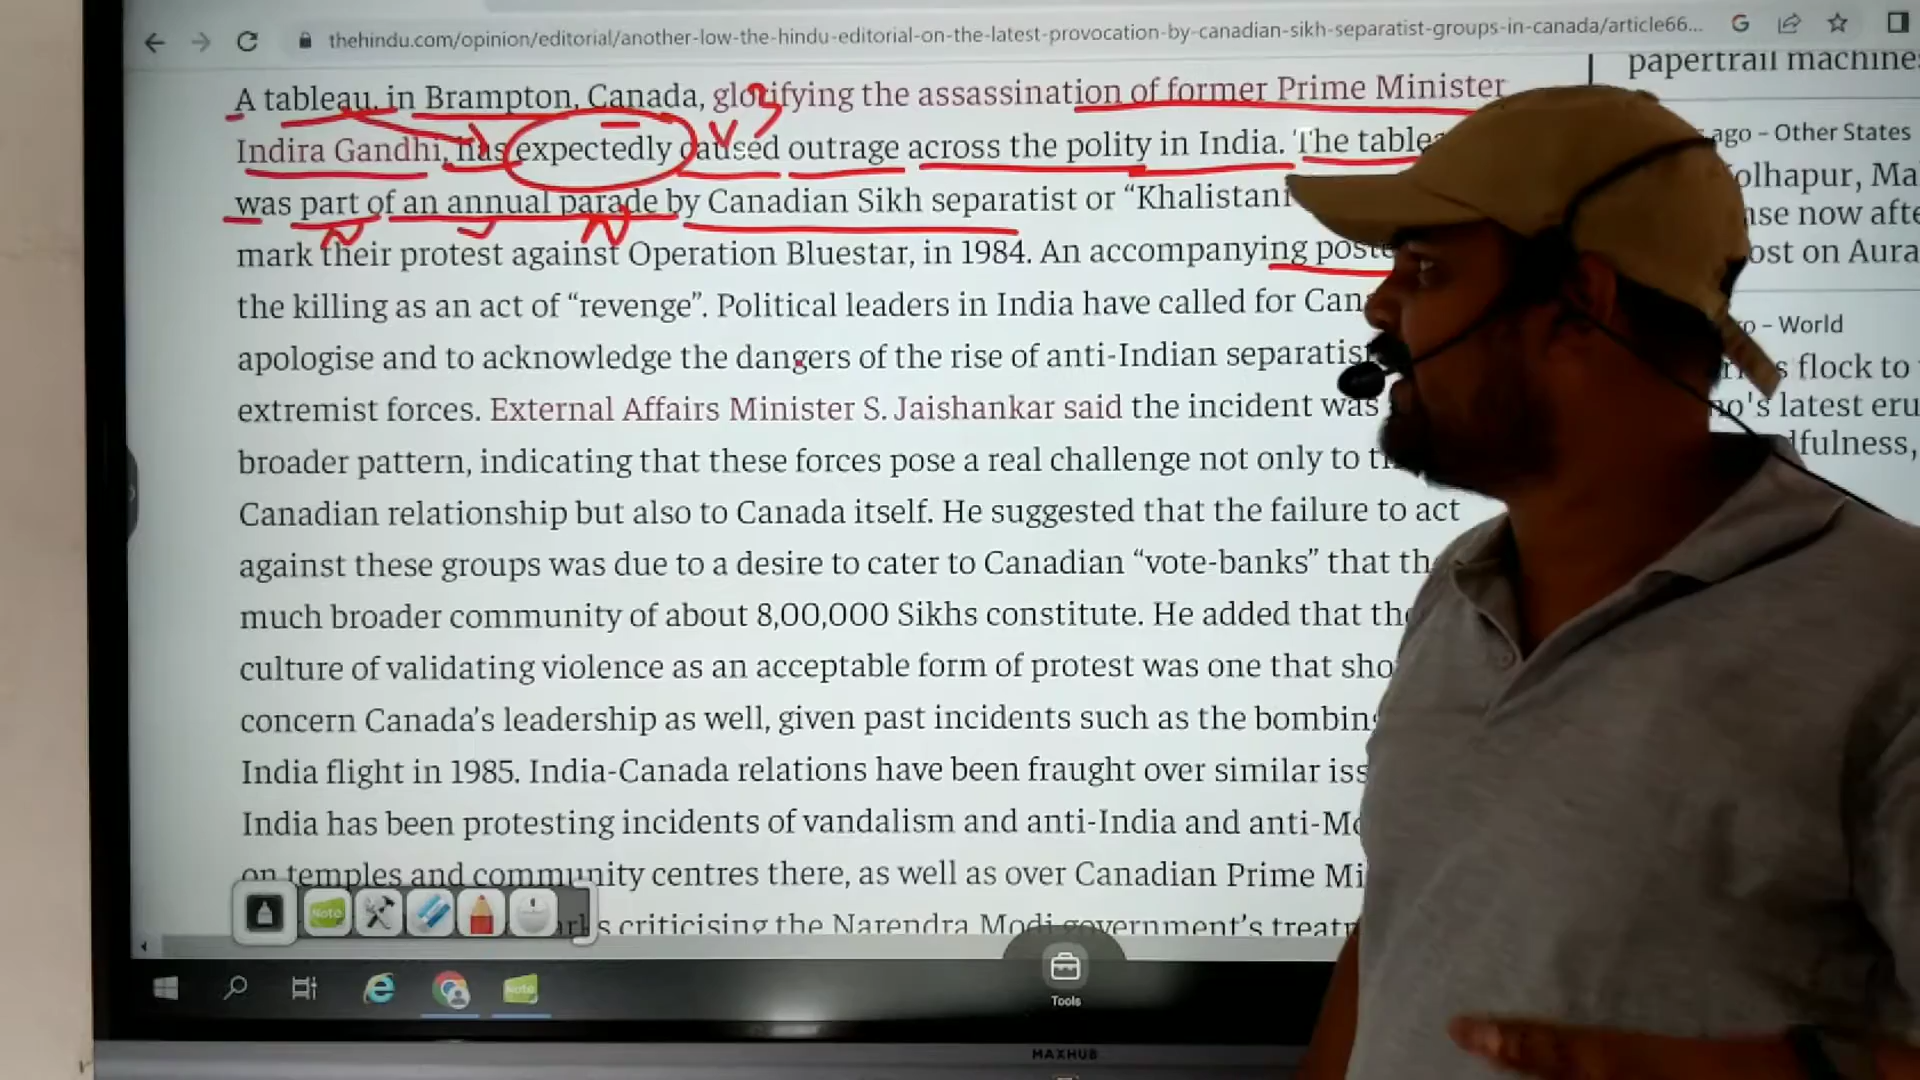 thehindu.com/opinion/editorial/another-low-the-hindu-editorial-on-the-latest-provocation-by-canadian-sikh-separatist-groups-in-canada/article66...
G
A tableau, in Brampton, Canada, glorifying the assassination of former Prime Minister
3
V
Indira Gandhi, has expectedly caused outrage across the polity in India. The table
was part of an annual parade by Canadian Sikh separatist or “Khalistani
N
J
N
mark their protest against Operation Bluestar, in 1984. An accompanying poste
the killing as an act of “revenge”. Political leaders in India have called for Cana
apologise and to acknowledge the dangers of the rise of anti-Indian separatis
extremist forces. External Affairs Minister S. Jaishankar said the incident was
broader pattern, indicating that these forces pose a real challenge not only to
Canadian relationship but also to Canada itself. He suggested that the failure to act
against these groups was due to a desire to cater to Canadian “vote-banks” that
much broader community of about 8,00,000 Sikhs constitute. He added that
culture of validating violence as an acceptable form of protest was one that sho
concern Canada’s leadership as well, given past incidents such as the bombin
India flight in 1985. India-Canada relations have been fraught over similar iss
India has been protesting incidents of vandalism and anti-India and anti-Mo
on temples and community centres there, as well as over Canadian Prime Mi
s criticising the Narendra Modi government’s treat
papertrail machine
ago – Other States
olhapur, Ma
nse now afte
ost on Aura
– World
s flock to
o's latest eru
dfulness,
Note
Note
Tools
MAXHUB